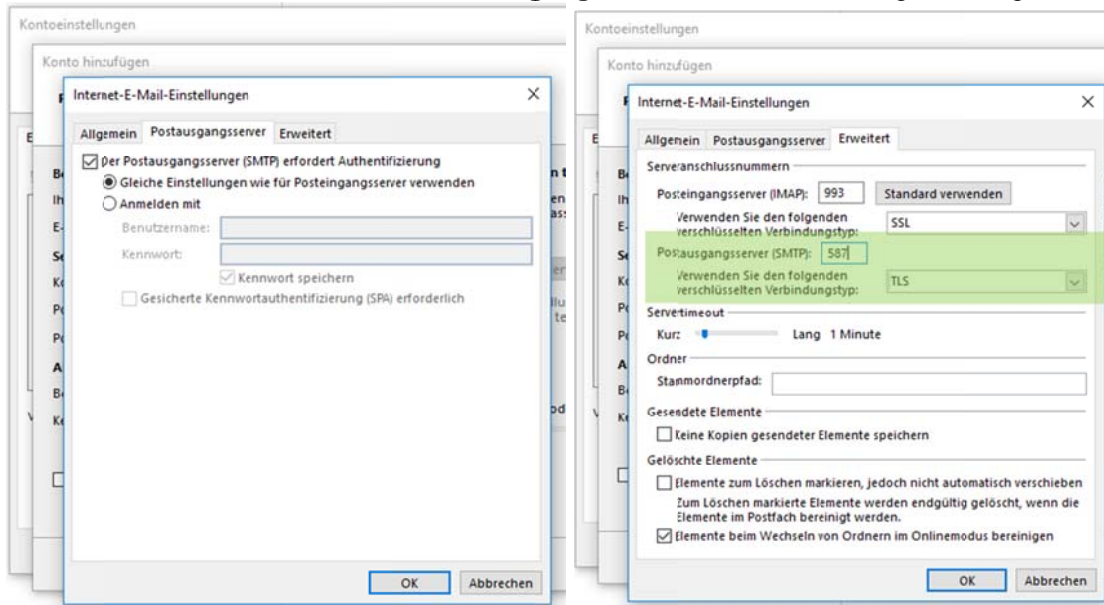 Kontoeinstellungen
Konto hinzufügen
Internet-E-Mail-Einstellungen
Allgemein Postausgangsserver Erweitert
Der Postausgangsserver (SMTP) erfordert Authentifizierung
Gleiche Einstellungen wie für Posteingangsserver verwenden
Anmelden mit
Benutzername:
Kennwort:
Kennwort speichern
Gesicherte Kennwortauthentifizierung (SPA) erforderlich
OK Abbrechen
Kontoeinstellungen
Konto hinzufügen
Internet-E-Mail-Einstellungen
Allgemein Postausgangsserver Erweitert
Serveranschlussnummern
Posteingangsserver (IMAP): 993 Standard verwenden
Verwenden Sie den folgenden
verschlüsselten Verbindungstyp: SSL
Postausgangsserver (SMTP): 587
Verwenden Sie den folgenden
verschlüsselten Verbindungstyp: TLS
Servertimeout
Kurz Lang 1 Minute
Ordner
Stammordnerpfad:
Gesendete Elemente
Keine Kopien gesendeter Elemente speichern
Gelöschte Elemente
Elemente zum Löschen markieren, jedoch nicht automatisch verschieben
Zum Löschen markierte Elemente werden endgültig gelöscht, wenn die
Elemente im Postfach bereinigt werden.
Elemente beim Wechseln von Ordnern im Onlinemodus bereinigen
OK Abbrechen